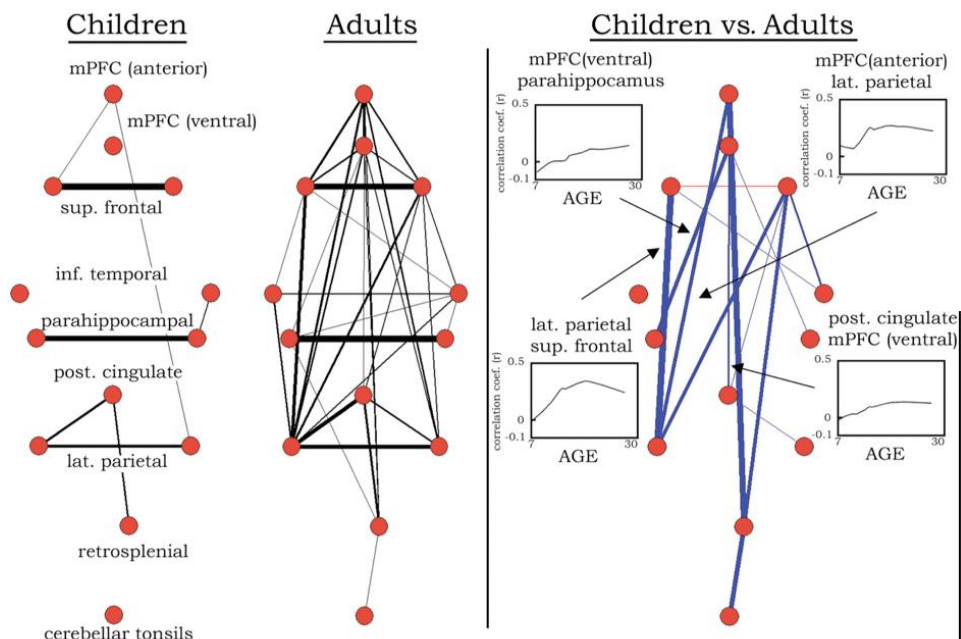 Children
mPFC (anterior)
mPFC (ventral)
sup. frontal
inf. temporal
parahippocampal
post. cingulate
lat. parietal
retrosplenial
cerebellar tonsils
Adults
Children vs. Adults
mPFC(ventral)
parahippocamus
correlation coef. (r)
0.5
0
-0.1
7
30
AGE
mPFC(anterior)
lat. parietal
correlation coef. (r)
0.5
0
-0.1
7
30
AGE
lat. parietal
sup. frontal
correlation coef. (r)
0.5
0
-0.1
7
30
AGE
post. cingulate
mPFC (ventral)
correlation coef. (r)
0.5
0
-0.1
7
30
AGE